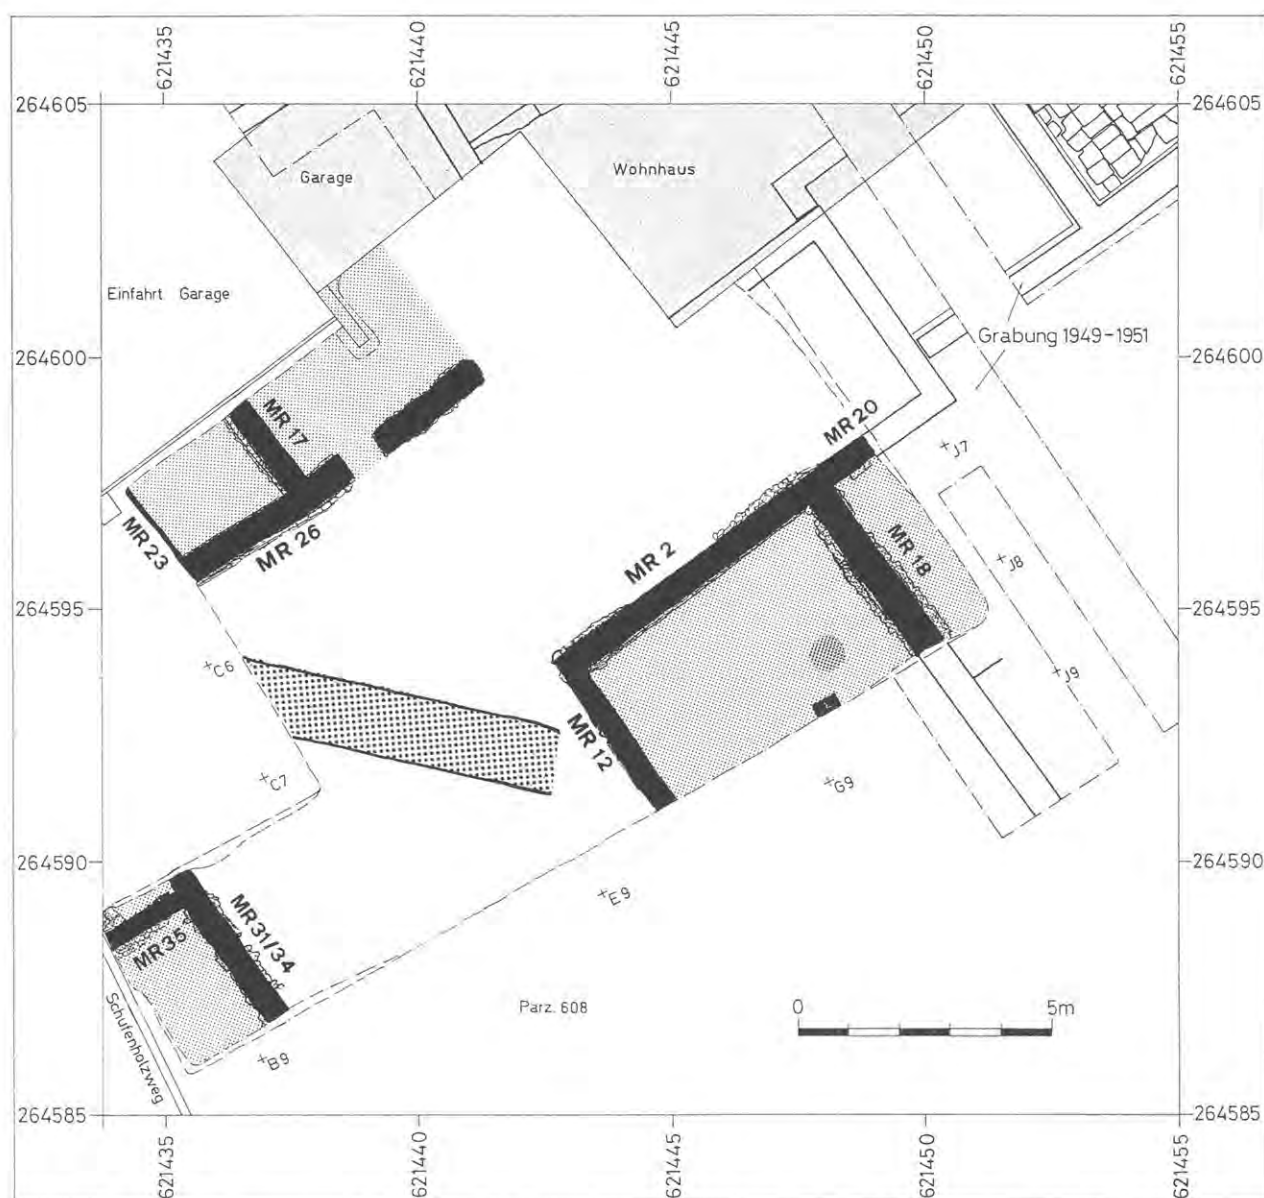 621435
621440
621445
621450
621455
264605
264605
Garage
Wohnhaus
Einfahrt Garage
Grabung 1949-1951
264600
264600
MR 17
MR 20
J7
MR 23
MR 26
MR 2
MR 18
J8
264595
264595
C6
J9
MR 12
C7
G9
264590
264590
E9
MR 31/34
MR 35
Schufenholzweg
Parz. 608
0
5m
B9
264585
264585
621435
621440
621445
621450
621455